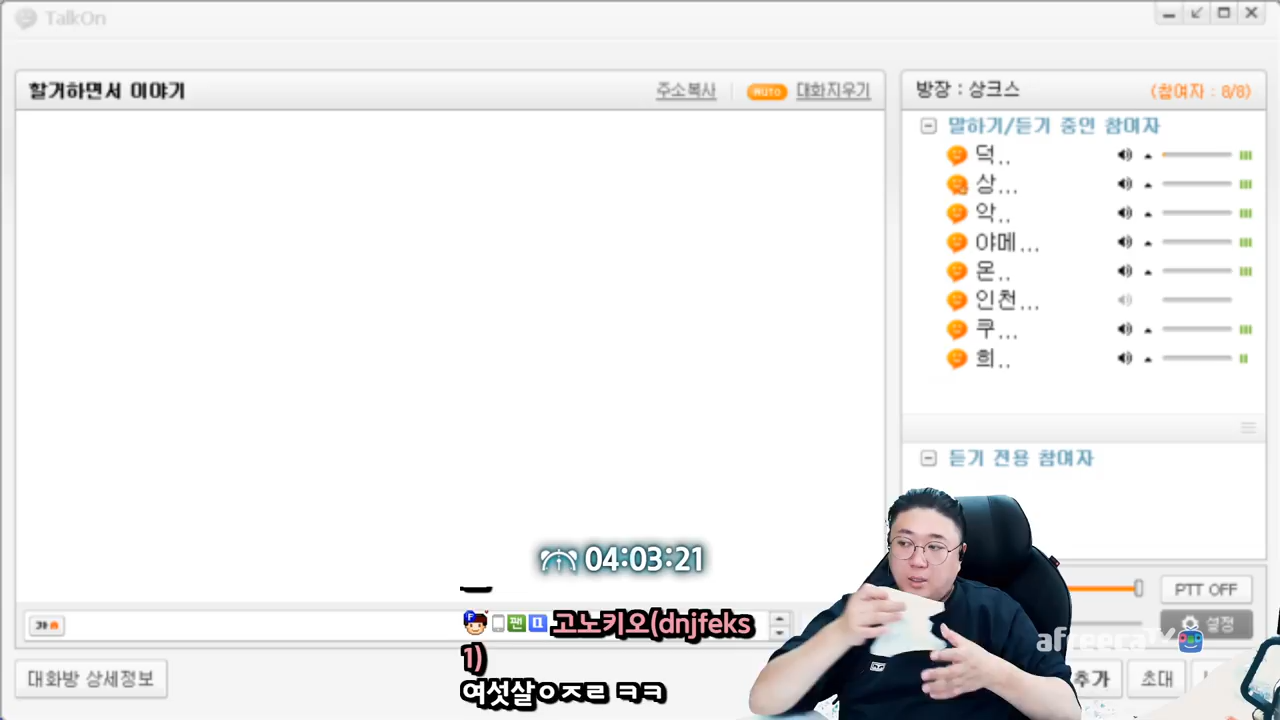 TalkOn
할거하면서 이야기
주소복사
AUTO
대화지우기
방장 : 상크스
(참여자 : 8/8)
말하기/듣기 중인 참여자
덕..
상...
악..
야메...
온..
인천...
쿠...
희..
듣기 전용 참여자
04:03:21
고노키오(dnjfeks
1)
여섯살ㅇㅈㄹ ㅋㅋ
PTT OFF
설정
afreecaTV
가
대화방 상세정보
추가
초대